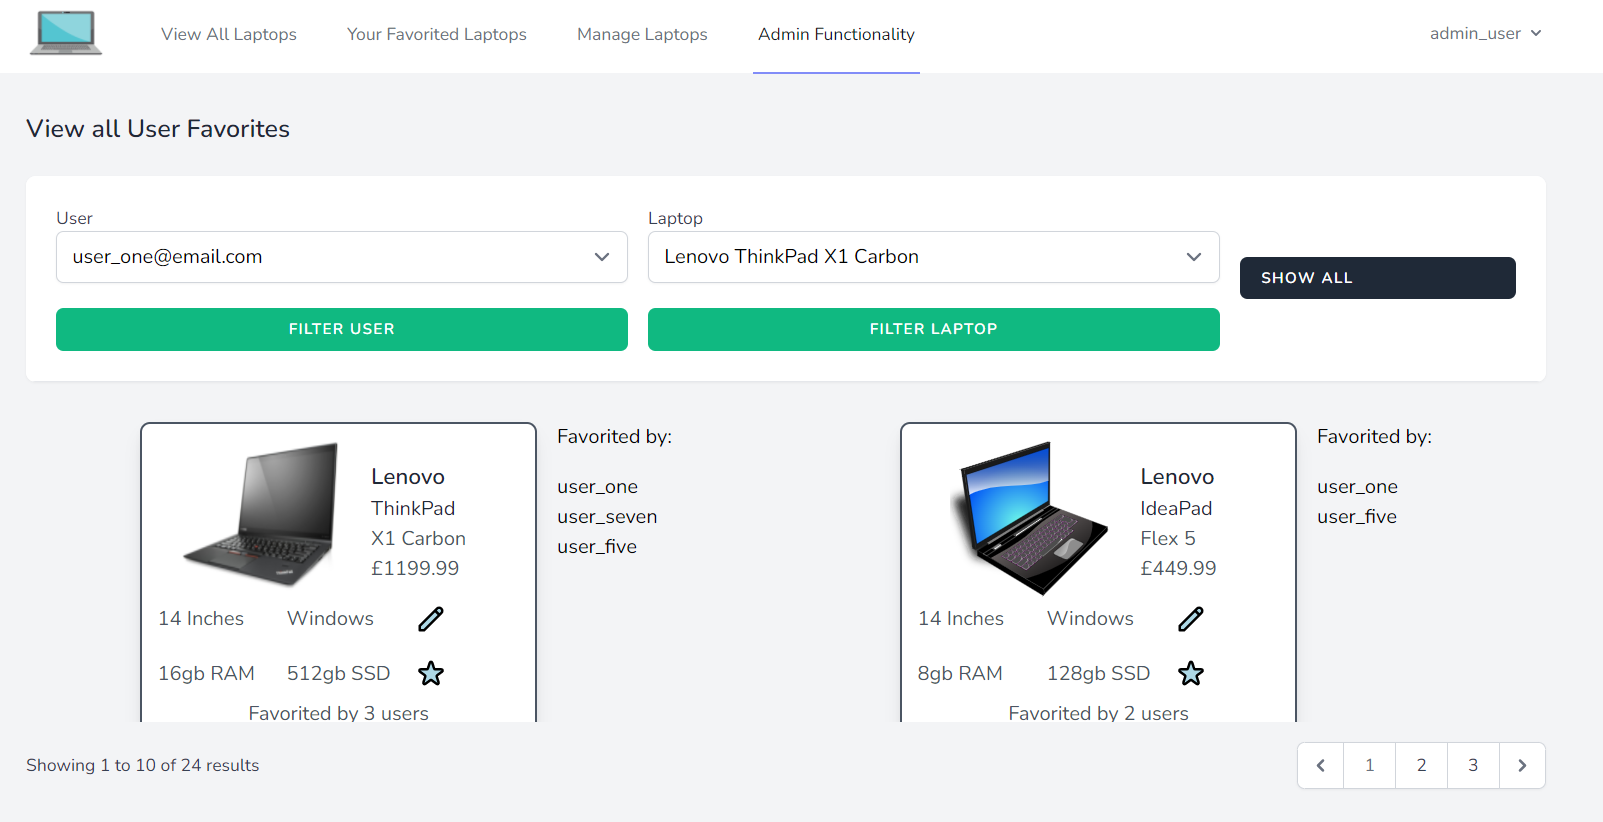 View All Laptops
Your Favorited Laptops
Manage Laptops
Admin Functionality
admin_user
View all User Favorites
User
user_one@email.com
FILTER USER
Laptop
Lenovo ThinkPad X1 Carbon
FILTER LAPTOP
SHOW ALL
Lenovo
ThinkPad
X1 Carbon
£1199.99
14 Inches
Windows
16gb RAM
512gb SSD
Favorited by 3 users
Favorited by:
user_one
user_seven
user_five
Lenovo
IdeaPad
Flex 5
£449.99
14 Inches
Windows
8gb RAM
128gb SSD
Favorited by 2 users
Favorited by:
user_one
user_five
Showing 1 to 10 of 24 results
1
2
3